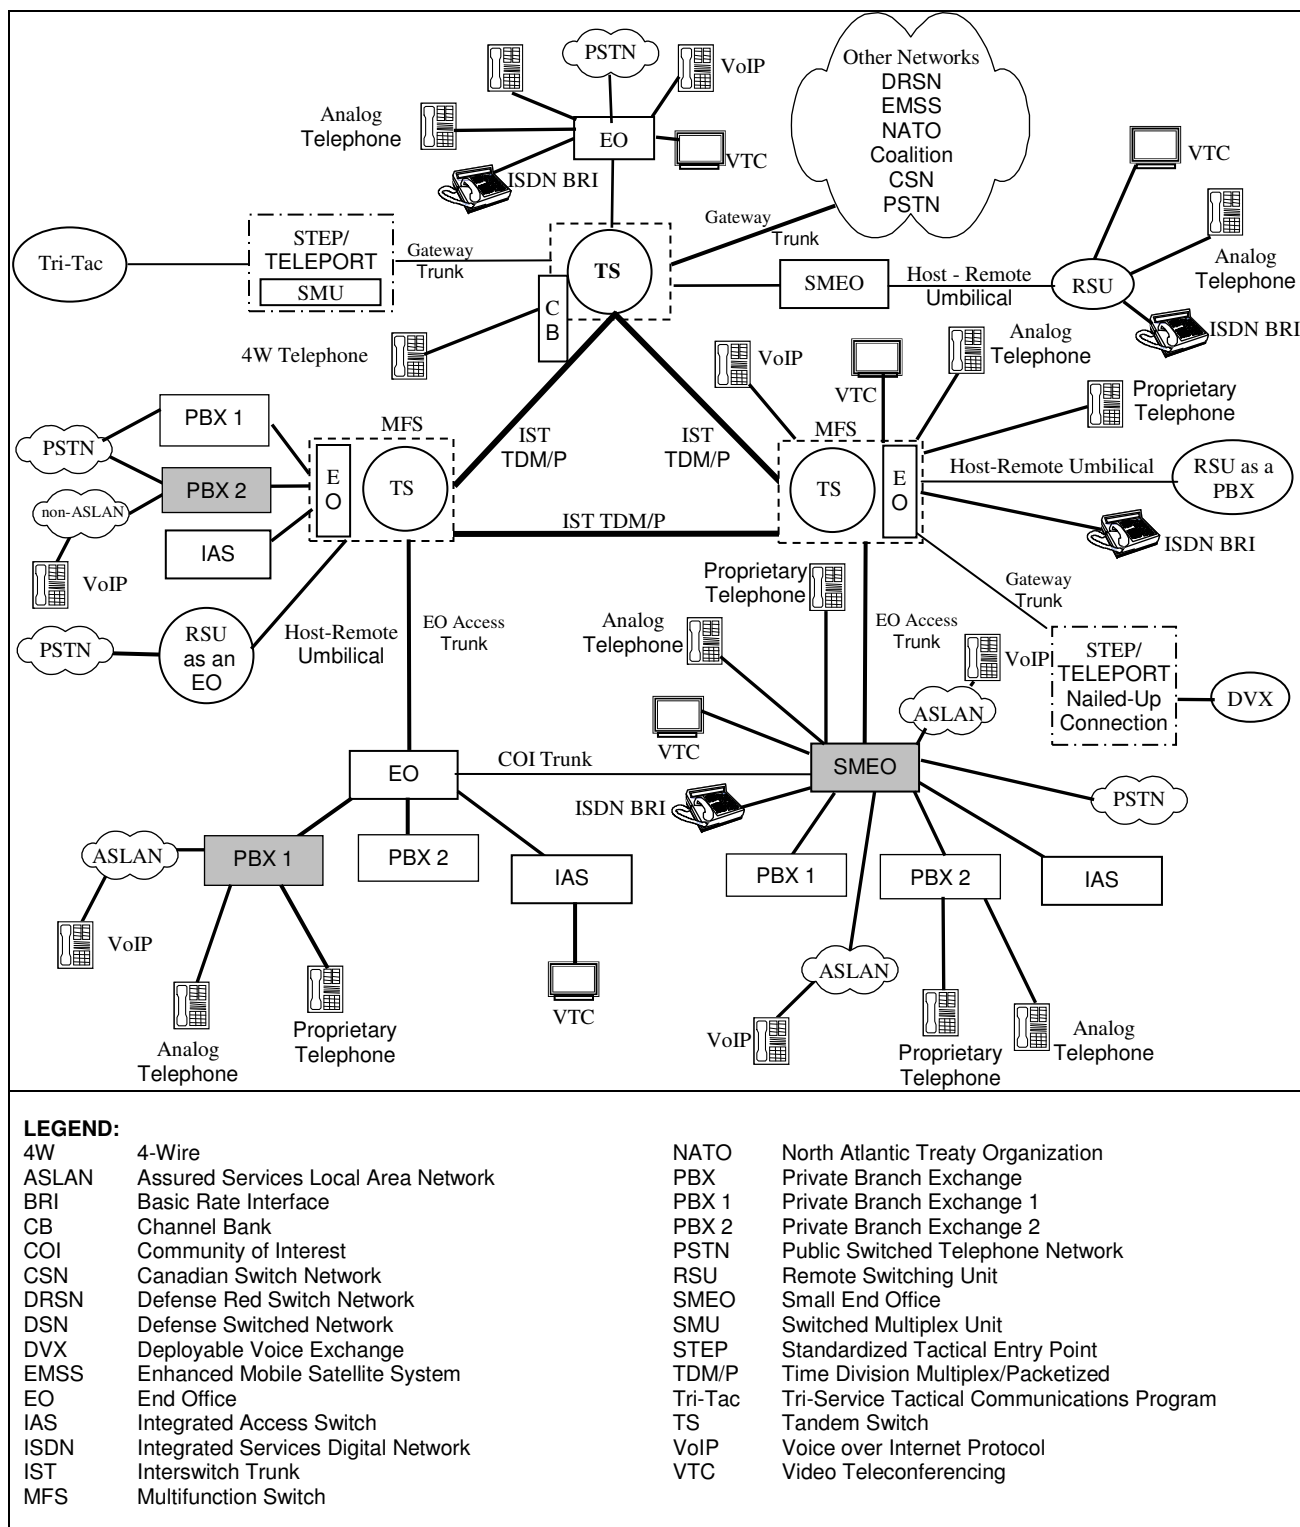 PSTN
VoIP
Analog
Telephone
EO
VTC
ISDN BRI
Other Networks
DRSN
EMSS
NATO
Coalition
CSN
PSTN
VTC
Analog
Telephone
ISDN BRI
Tri-Tac
STEP/
TELEPORT
SMU
Gateway
Trunk
TS
C
B
Gateway
Trunk
SMEO
Host - Remote
Umbilical
RSU
4W Telephone
VoIP
VTC
Analog
Telephone
Proprietary
Telephone
PBX 1
PSTN
PBX 2
non-ASLAN
IAS
VoIP
MFS
E
O
TS
IST
TDM/P
IST
TDM/P
IST TDM/P
MFS
TS
E
O
Host-Remote Umbilical
RSU as a
PBX
ISDN BRI
Gateway
Trunk
PSTN
RSU
as an
EO
Host-Remote
Umbilical
EO Access
Trunk
Proprietary
Telephone
Analog
Telephone
EO Access
Trunk
VoIP
ASLAN
STEP/
TELEPORT
Nailed-Up
Connection
DVX
VTC
EO
COI Trunk
SMEO
ISDN BRI
PSTN
ASLAN
PBX 1
PBX 2
IAS
PBX 1
PBX 2
IAS
VoIP
Analog
Telephone
Proprietary
Telephone
VTC
ASLAN
VoIP
Proprietary
Telephone
Analog
Telephone
LEGEND:
4W 4-Wire
ASLAN Assured Services Local Area Network
BRI Basic Rate Interface
CB Channel Bank
COI Community of Interest
CSN Canadian Switch Network
DRSN Defense Red Switch Network
DSN Defense Switched Network
DVX Deployable Voice Exchange
EMSS Enhanced Mobile Satellite System
EO End Office
IAS Integrated Access Switch
ISDN Integrated Services Digital Network
IST Interswitch Trunk
MFS Multifunction Switch
NATO North Atlantic Treaty Organization
PBX Private Branch Exchange
PBX 1 Private Branch Exchange 1
PBX 2 Private Branch Exchange 2
PSTN Public Switched Telephone Network
RSU Remote Switching Unit
SMEO Small End Office
SMU Switched Multiplex Unit
STEP Standardized Tactical Entry Point
TDM/P Time Division Multiplex/Packetized
Tri-Tac Tri-Service Tactical Communications Program
TS Tandem Switch
VoIP Voice over Internet Protocol
VTC Video Teleconferencing